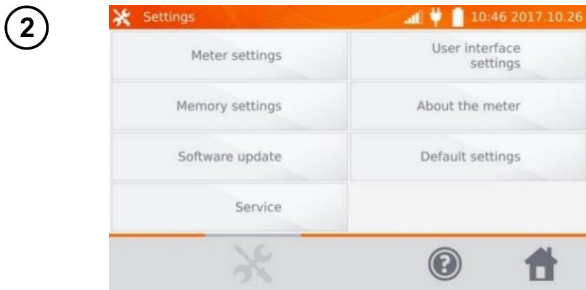 2
Settings
10:46 2017.10.26
Meter settings
User interface
settings
Memory settings
About the meter
Software update
Default settings
Service
?